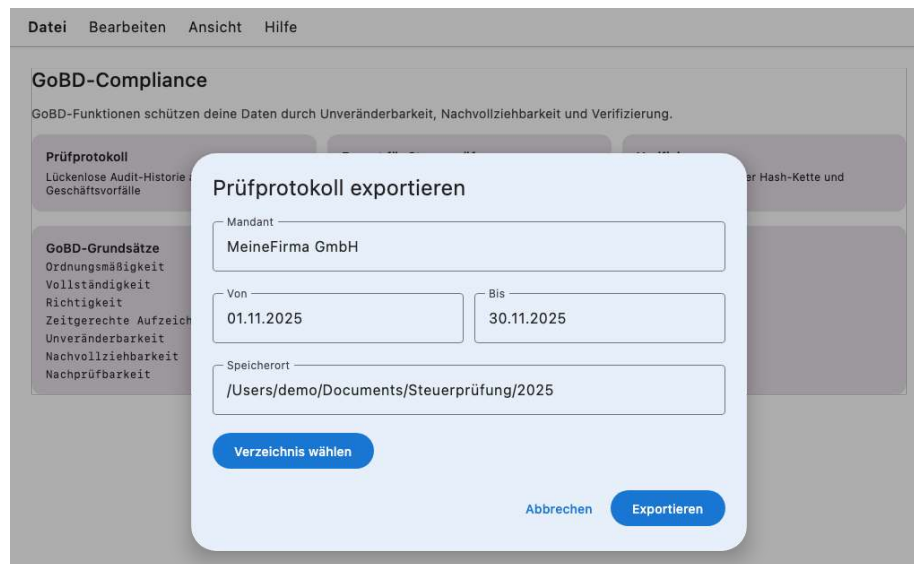 Datei Bearbeiten Ansicht Hilfe
GoBD-Compliance
GoBD-Funktionen schützen deine Daten durch Unveränderbarkeit, Nachvollziehbarkeit und Verifizierung.
Prüfprotokoll
Lückenlose Audit-Historie
Geschäftsvorfälle
Hash-Kette und
GoBD-Grundsätze
Ordnungsmäßigkeit
Vollständigkeit
Richtigkeit
Zeitgerechte
Unveränderbarkeit
Nachvollziehbarkeit
Nachprüfbarkeit
Prüfprotokoll exportieren
Mandant
MeineFirma GmbH
Von
01.11.2025
Bis
30.11.2025
Speicherort
/Users/demo/Documents/Steuerprüfung/2025
Verzeichnis wählen
Abbrechen
Exportieren